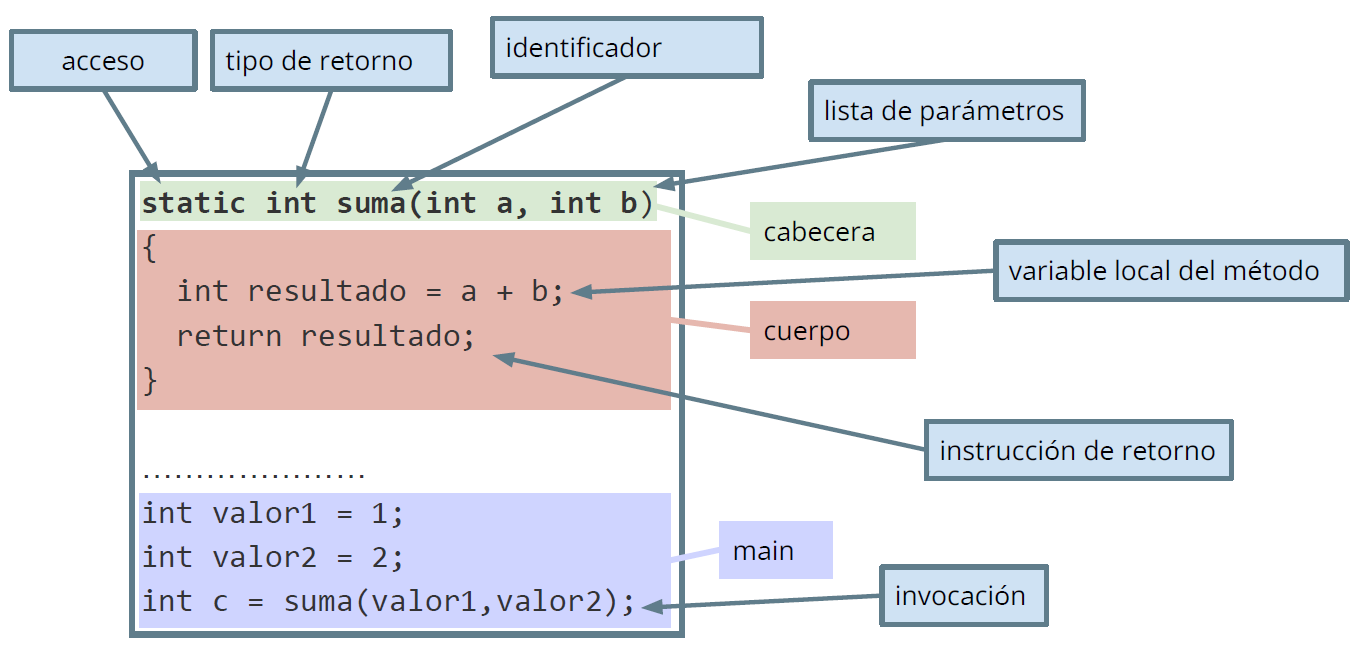 acceso
tipo de retorno
identificador
lista de parámetros
static int suma(int a, int b)
cabecera
{
variable local del método
int resultado = a + b;
cuerpo
return resultado;
}
instrucción de retorno
.....................
int valor1 = 1;
main
int valor2 = 2;
invocación
int c = suma(valor1,valor2);